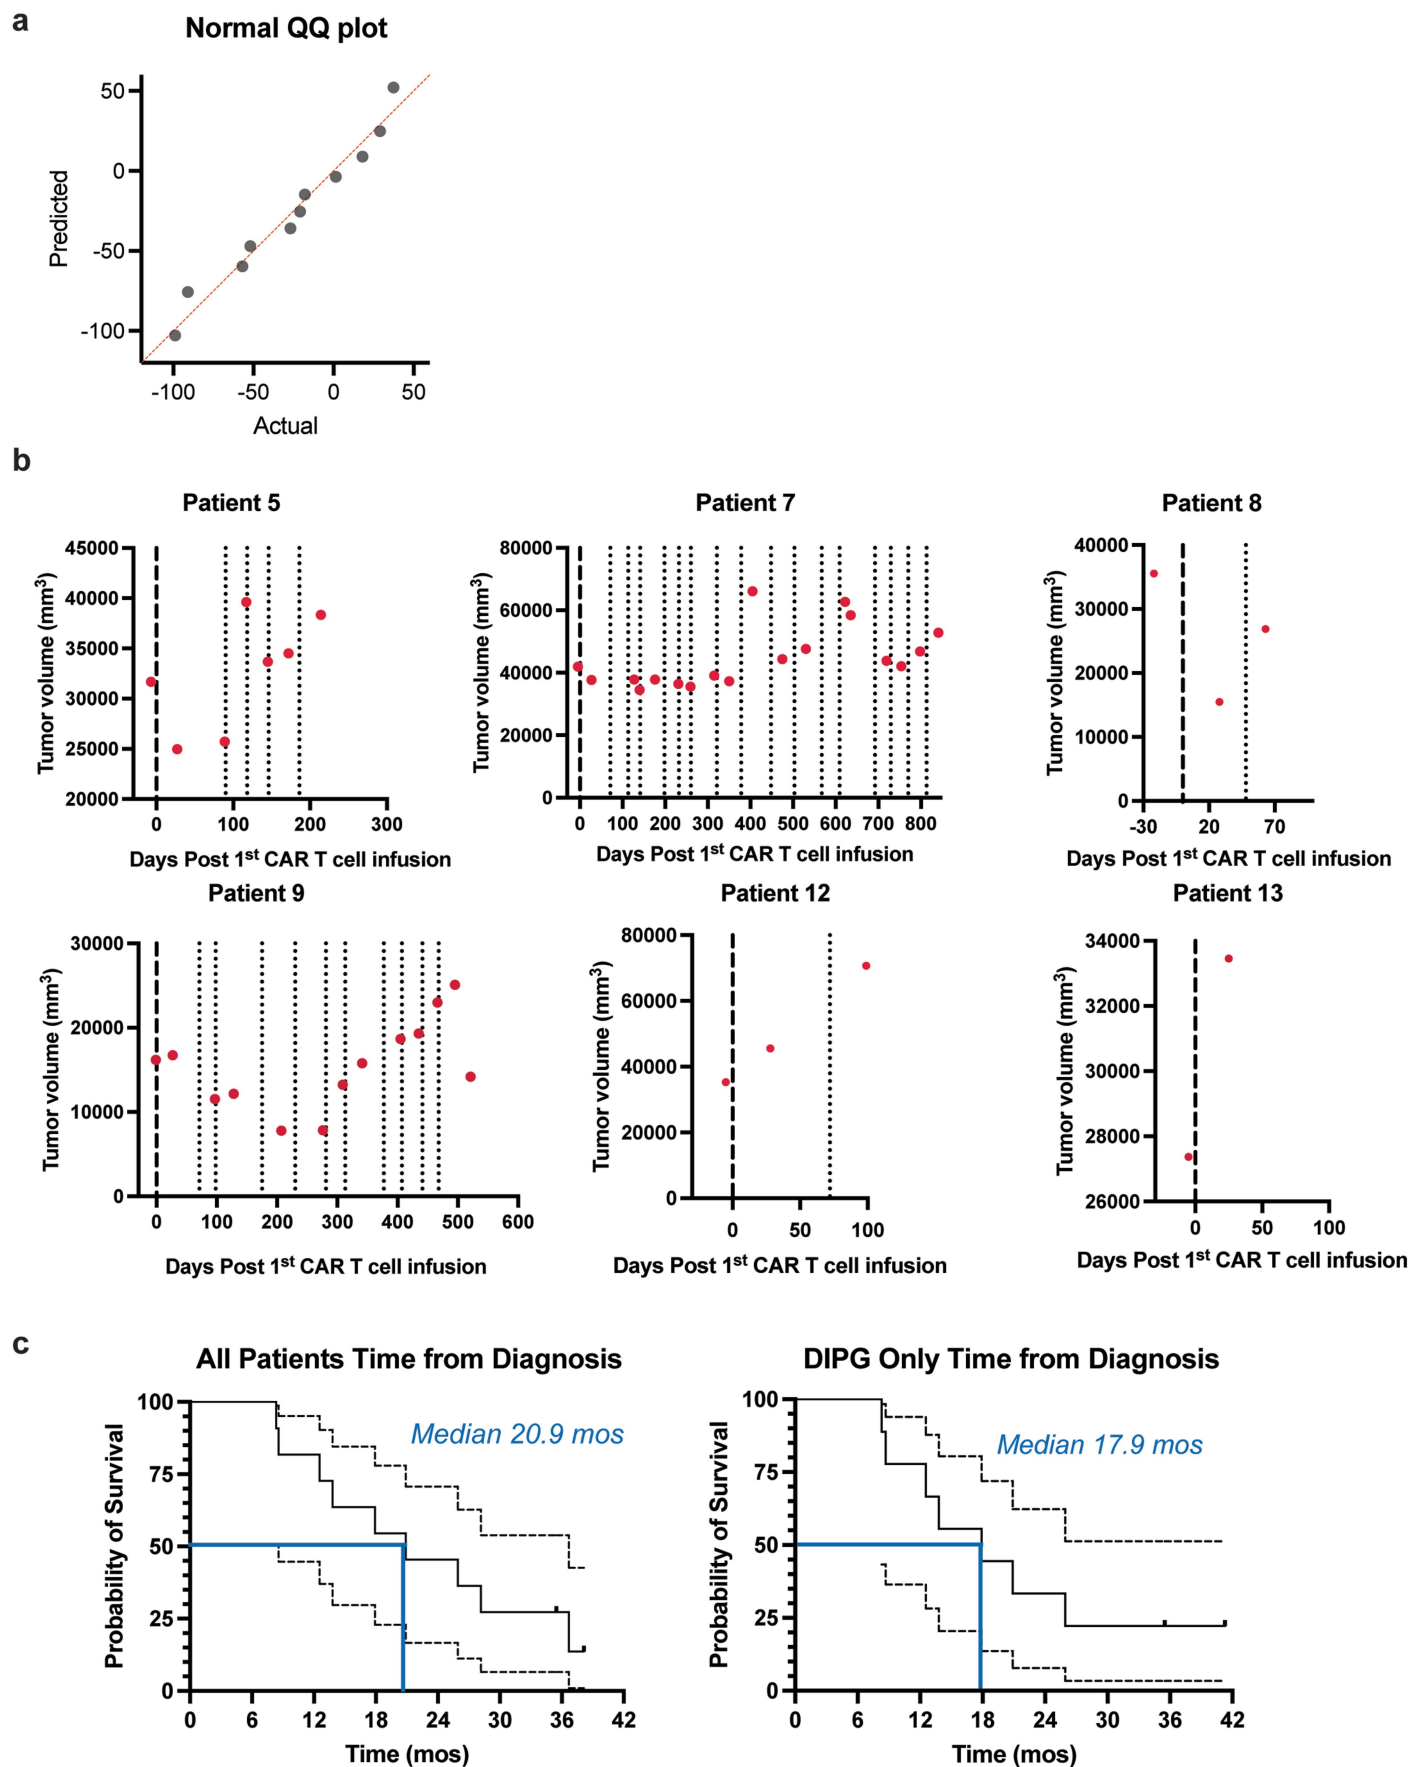 a
Normal QQ plot
50
0
-50
-100
Predicted
-100 -50 0 50
Actual
b
Patient 5
45000
40000
35000
30000
25000
20000
Tumor volume (mm³)
0 100 200 300
Days Post 1st CAR T cell infusion
Patient 7
80000
60000
40000
20000
0
Tumor volume (mm³)
0 100 200 300 400 500 600 700 800
Days Post 1st CAR T cell infusion
Patient 8
40000
30000
20000
10000
0
Tumor volume (mm³)
-30 20 70
Days Post 1st CAR T cell infusion
Patient 9
30000
20000
10000
0
Tumor volume (mm³)
0 100 200 300 400 500 600
Days Post 1st CAR T cell infusion
Patient 12
80000
60000
40000
20000
0
Tumor volume (mm³)
0 50 100
Days Post 1st CAR T cell infusion
Patient 13
34000
32000
30000
28000
26000
Tumor volume (mm³)
0 50 100
Days Post 1st CAR T cell infusion
c
All Patients Time from Diagnosis
Median 20.9 mos
100
75
50
25
0
Probability of Survival
0 6 12 18 24 30 36 42
Time (mos)
DIPG Only Time from Diagnosis
Median 17.9 mos
100
75
50
25
0
Probability of Survival
0 6 12 18 24 30 36 42
Time (mos)